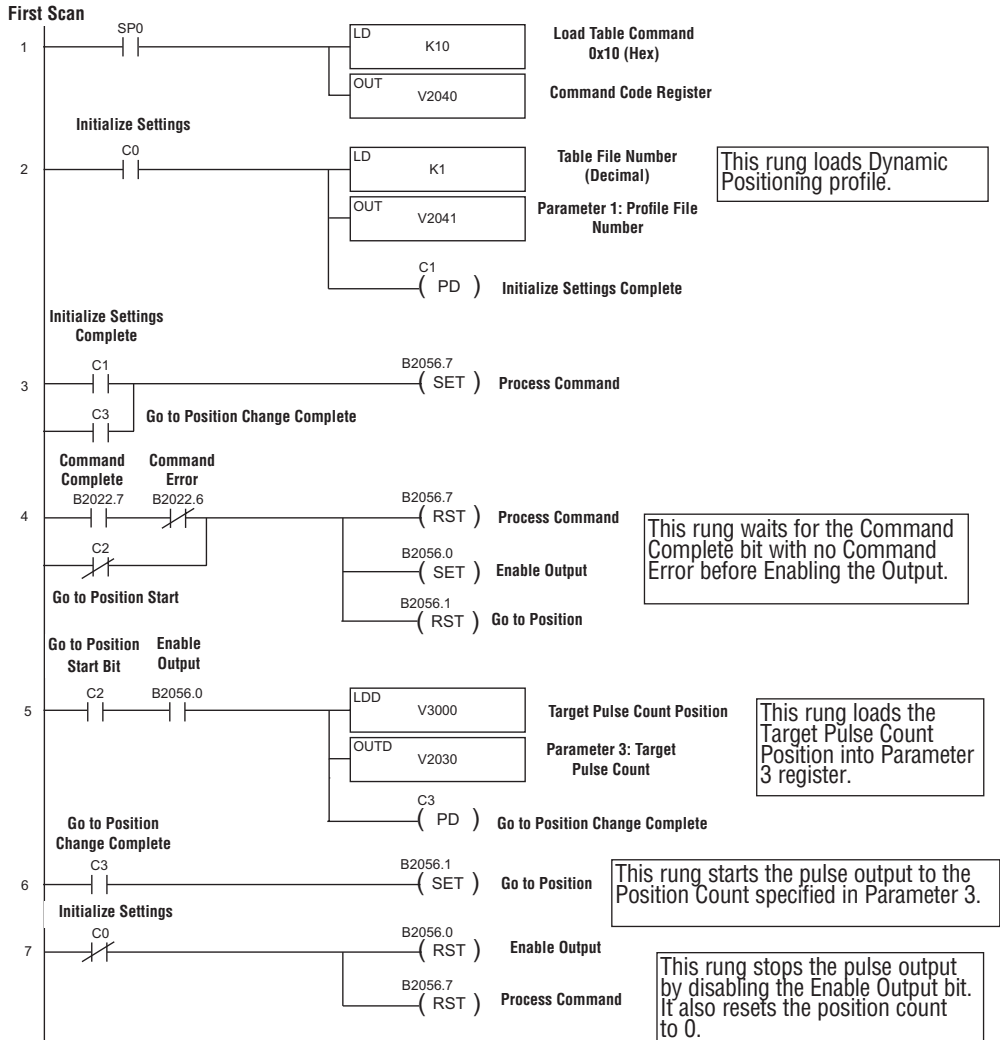 First Scan
1
SP0
LD
K10
Load Table Command
0x10 (Hex)
OUT
V2040
Command Code Register
Initialize Settings
2
C0
LD
K1
Table File Number
(Decimal)
This rung loads Dynamic
Positioning profile.
OUT
V2041
Parameter 1: Profile File
Number
C1
( PD )
Initialize Settings Complete
Initialize Settings
Complete
3
C1
B2056.7
( SET )
Process Command
C3
Go to Position Change Complete
Command
Complete
Command
Error
4
B2022.7
B2022.6
B2056.7
( RST )
Process Command
This rung waits for the Command
Complete bit with no Command
Error before Enabling the Output.
C2
B2056.0
( SET )
Enable Output
Go to Position Start
B2056.1
( RST )
Go to Position
Go to Position
Start Bit
Enable
Output
5
C2
B2056.0
LDD
V3000
Target Pulse Count Position
This rung loads the
Target Pulse Count
Position into Parameter
3 register.
OUTD
V2030
Parameter 3: Target
Pulse Count
C3
( PD )
Go to Position Change Complete
Go to Position
Change Complete
6
C3
B2056.1
( SET )
Go to Position
This rung starts the pulse output to the
Position Count specified in Parameter 3.
Initialize Settings
7
C0
B2056.0
( RST )
Enable Output
This rung stops the pulse output
by disabling the Enable Output bit.
It also resets the position count
to 0.
B2056.7
( RST )
Process Command